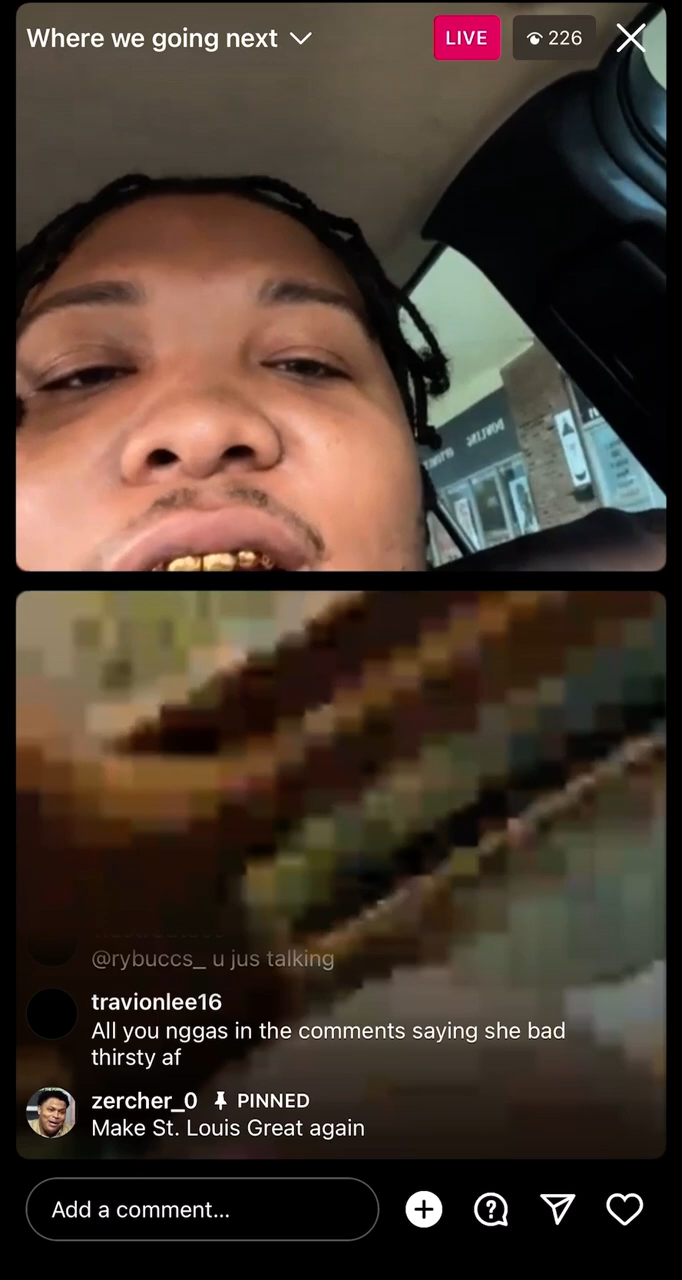 Where we going next
LIVE
226
BOWLING
@rybuccs_ u jus talking
travionlee16
All you nggas in the comments saying she bad
thirsty af
zercher_0 PINNED
Make St. Louis Great again
Add a comment...